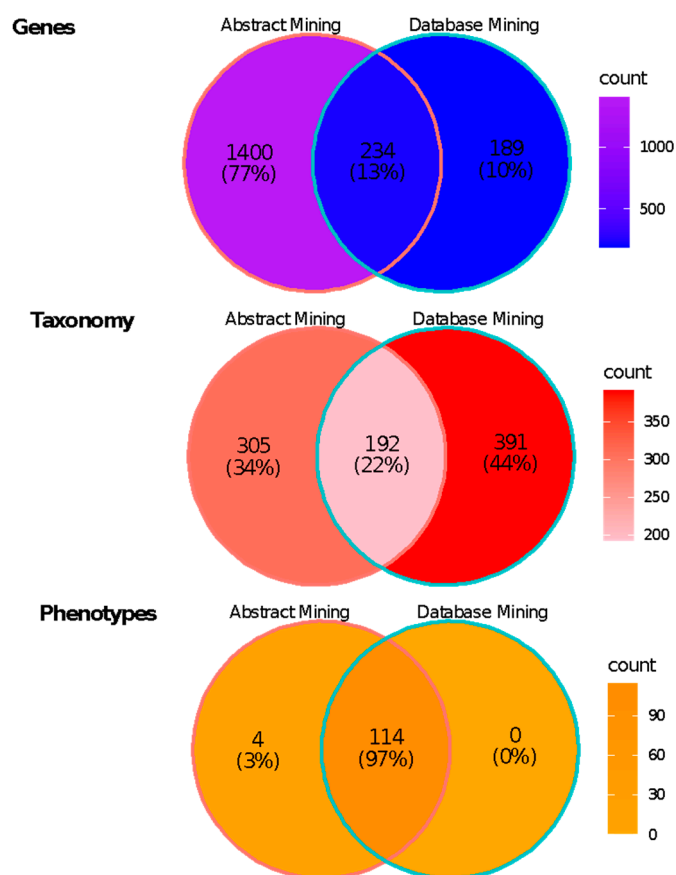 Genes
Abstract Mining
Database Mining
1400
(77%)
234
(13%)
189
(10%)
count
1000
500
Taxonomy
Abstract Mining
Database Mining
305
(34%)
192
(22%)
391
(44%)
count
350
300
250
200
Phenotypes
Abstract Mining
Database Mining
4
(3%)
114
(97%)
0
(0%)
count
90
60
30
0